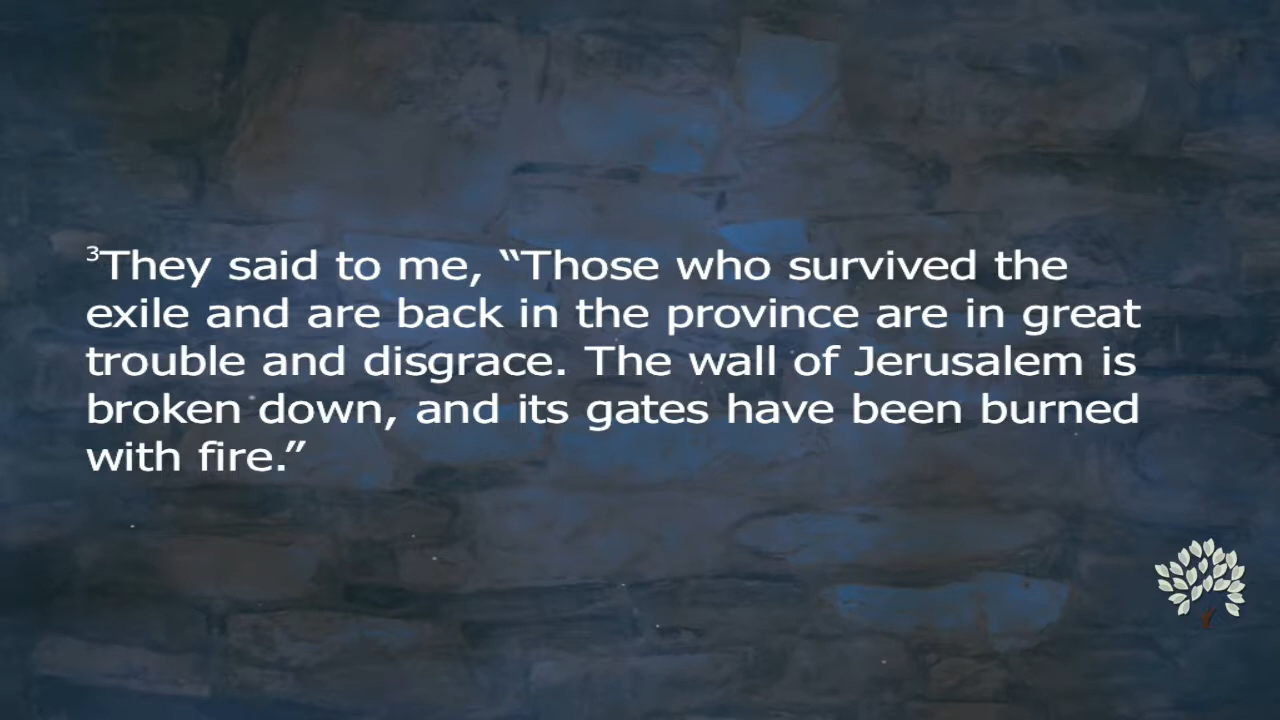 ³They said to me, “Those who survived the
exile and are back in the province are in great
trouble and disgrace. The wall of Jerusalem is
broken down, and its gates have been burned
with fire.”